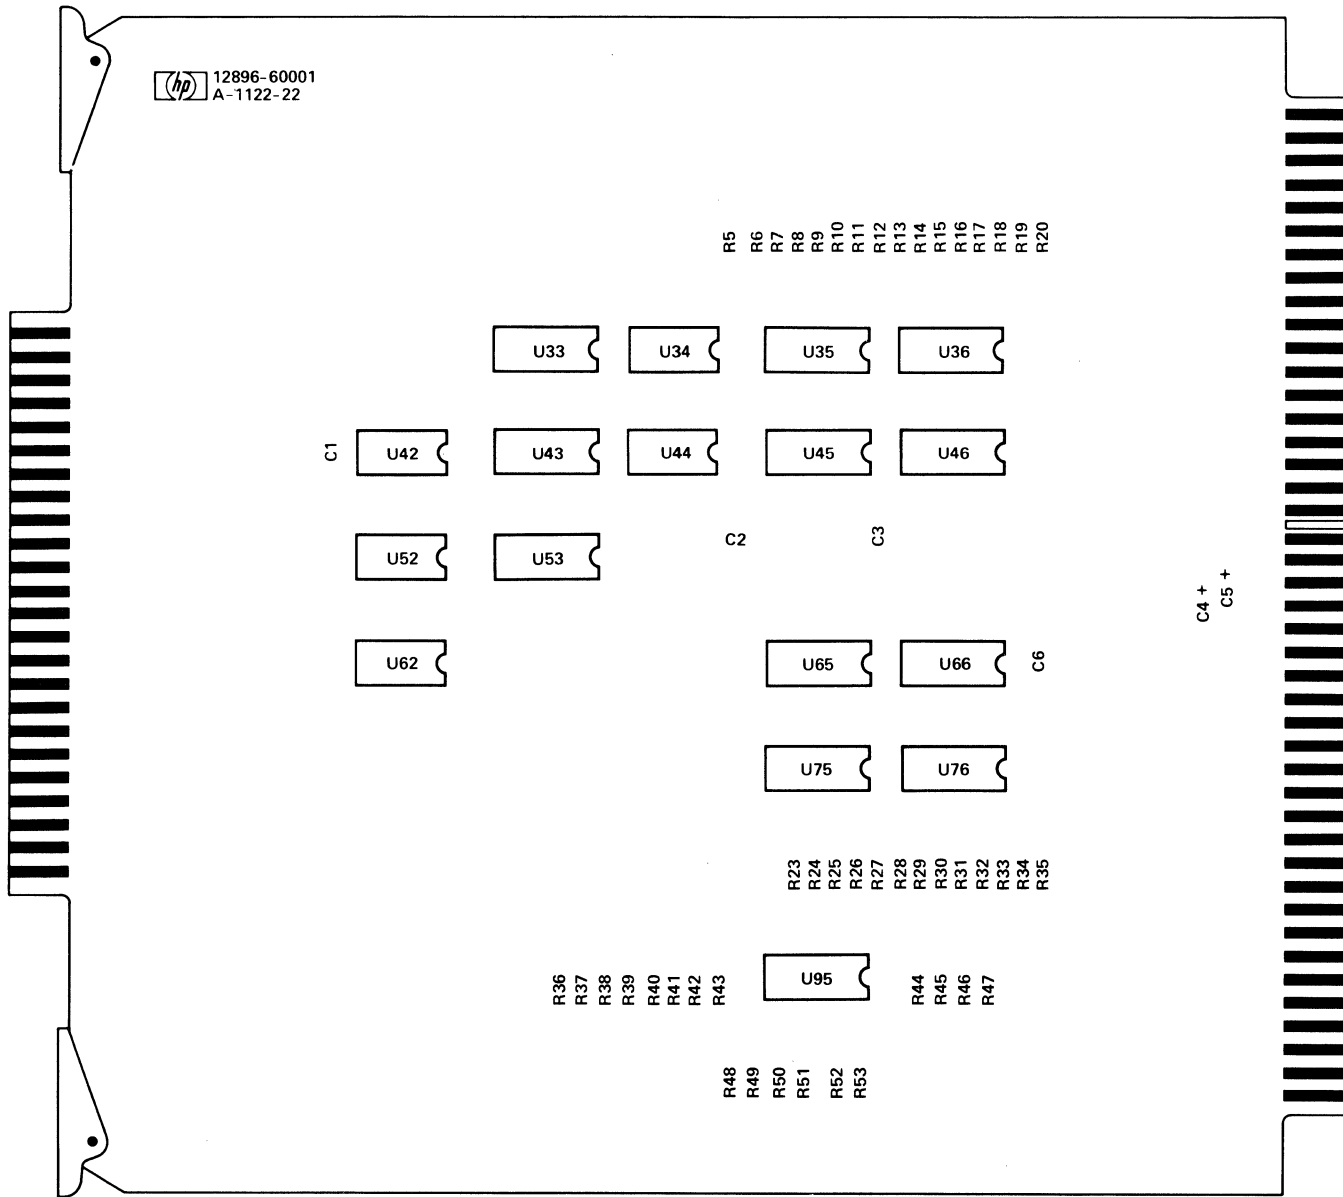 hp 12896-60001
A-1122-22
R5 R6 R7 R8 R9 R10 R11 R12 R13 R14 R15 R16 R17 R18 R19 R20
U33 U34 U35 U36
C1 U42 U43 U44 U45 U46
C2 C3
U52 U53
C4 + C5 +
U62 U65 U66 C6
U75 U76
R23 R24 R25 R26 R27 R28 R29 R30 R31 R32 R33 R34 R35
R36 R37 R38 R39 R40 R41 R42 R43 U95 R44 R45 R46 R47
R48 R49 R50 R51 R52 R53